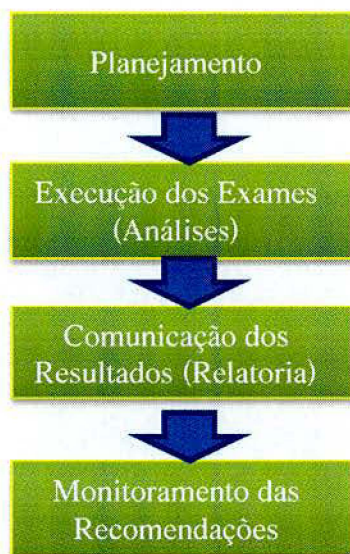 Planejamento
Execução dos Exames
(Análises)
Comunicação dos
Resultados (Relatoria)
Monitoramento das
Recomendações